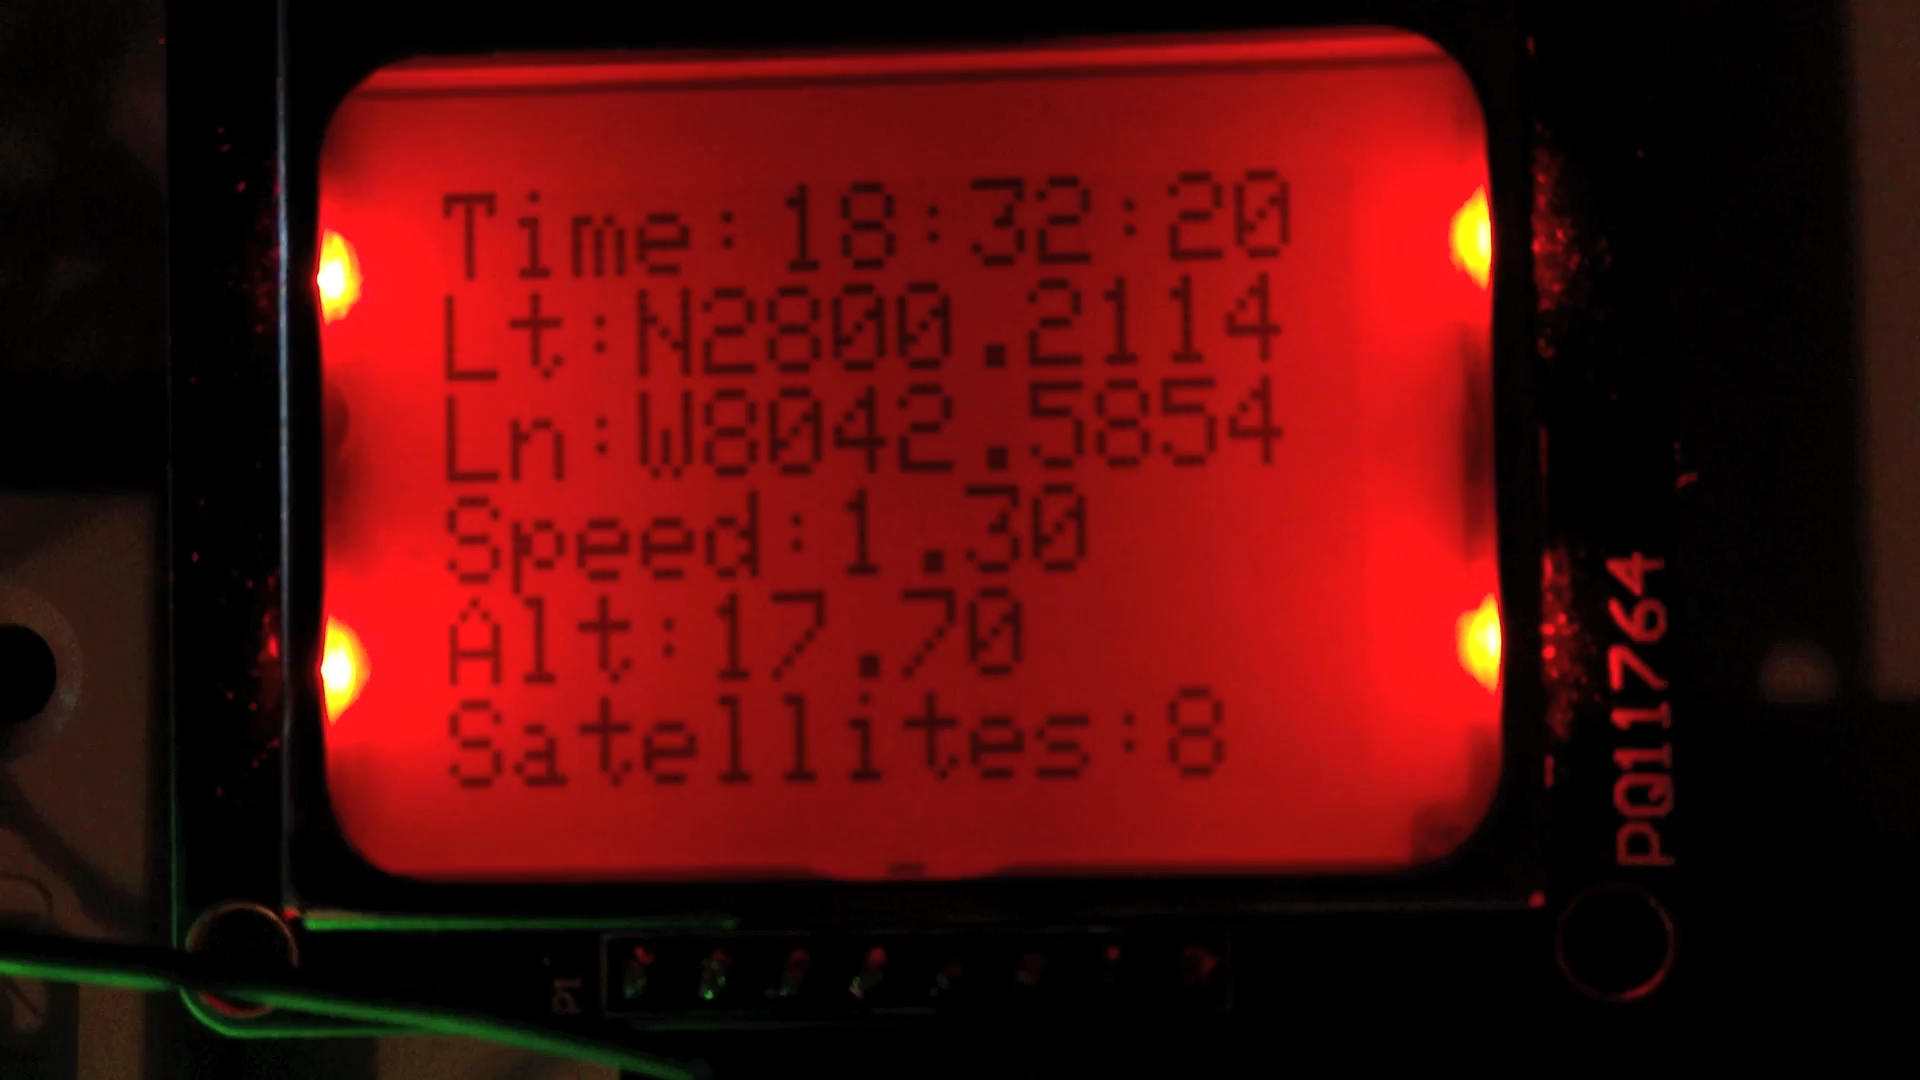 Time:18:32:20
Lt:N2800.2114
Ln:W8042.5854
Speed:1.30
Alt:17.70
Satellites:8
PQ11764
P1